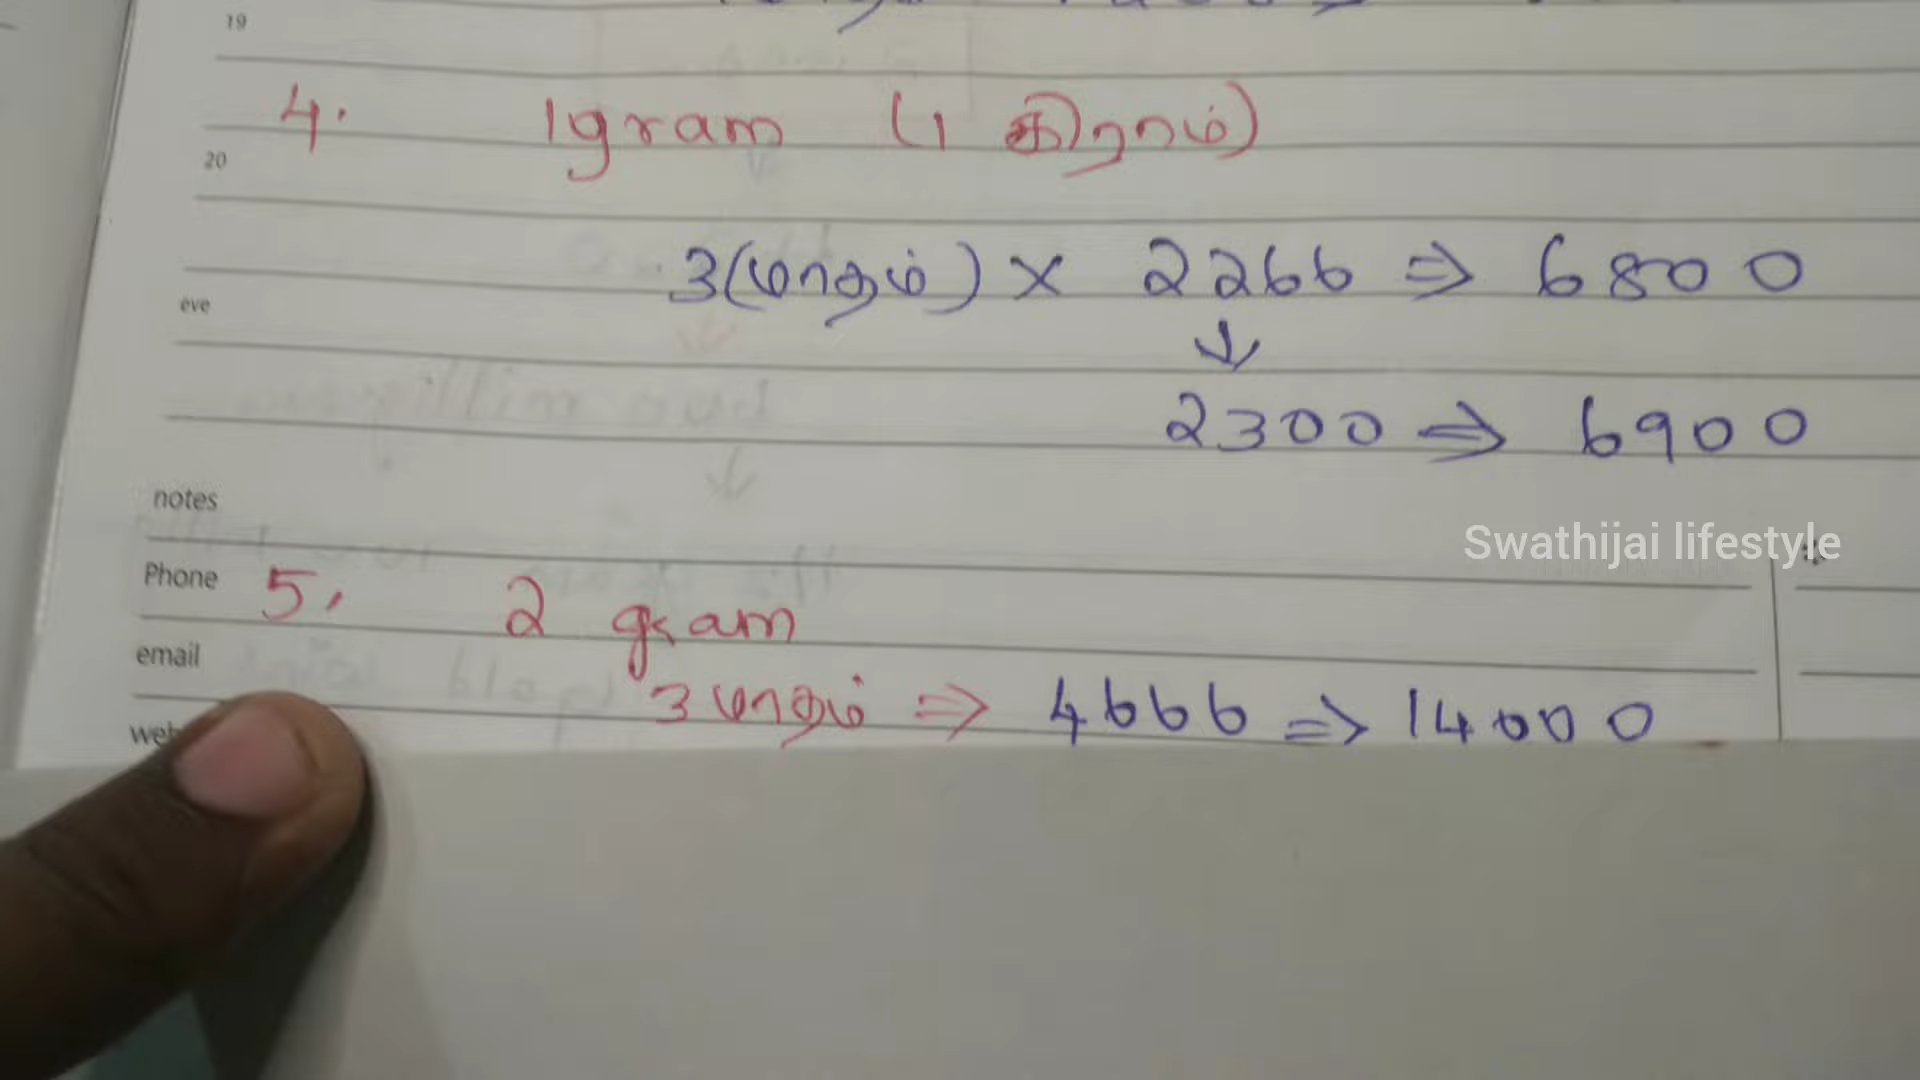 19
4. 1gram (1 கிராம்)
20
3(மாதம்) × 2266 ⇒ 6800
eve
↓
2300 ⇒ 6900
notes
Swathijai lifestyle
Phone
5, 2 gram
email
3 மாதம் ⇒ 4666 ⇒ 14000
web